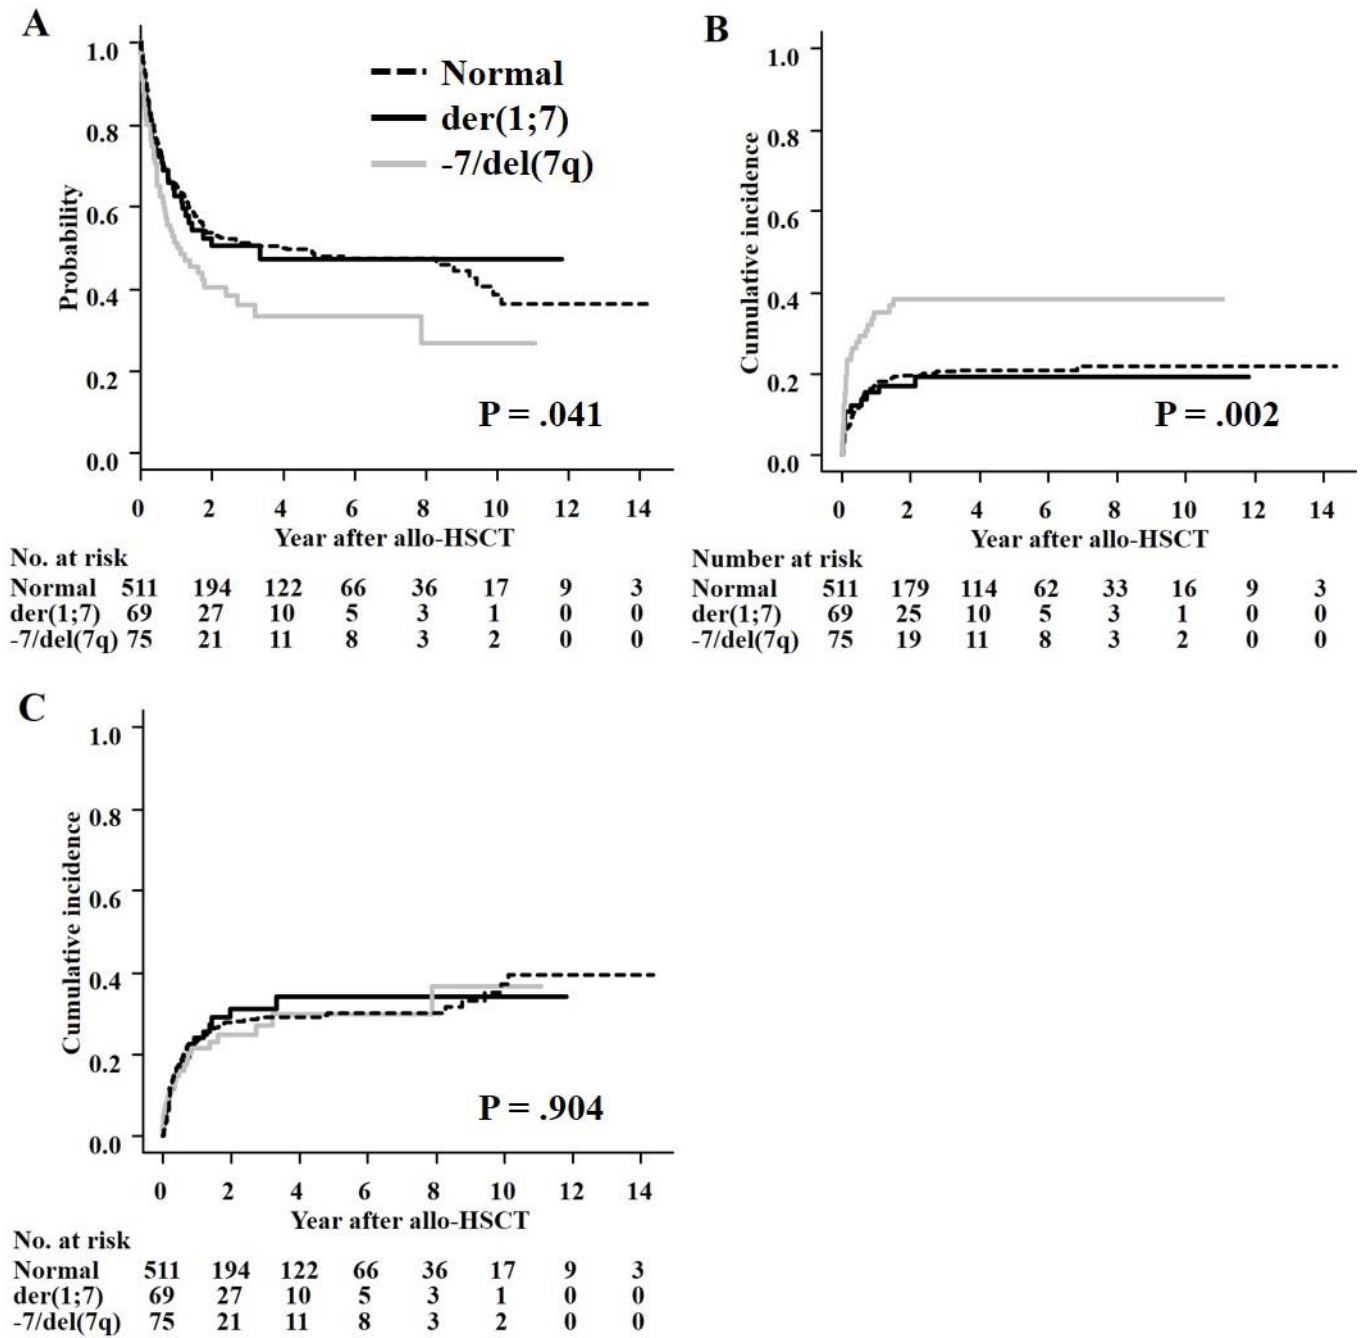 A
1.0
0.8
0.6
0.4
0.2
0.0
Probability
Normal
der(1;7)
-7/del(7q)
P = .041
0 2 4 6 8 10 12 14
Year after allo-HSCT
No. at risk
Normal 511 194 122 66 36 17 9 3
der(1;7) 69 27 10 5 3 1 0 0
-7/del(7q) 75 21 11 8 3 2 0 0
B
1.0
0.8
0.6
0.4
0.2
0.0
Cumulative incidence
P = .002
0 2 4 6 8 10 12 14
Year after allo-HSCT
Number at risk
Normal 511 179 114 62 33 16 9 3
der(1;7) 69 25 10 5 3 1 0 0
-7/del(7q) 75 19 11 8 3 2 0 0
C
1.0
0.8
0.6
0.4
0.2
0.0
Cumulative incidence
P = .904
0 2 4 6 8 10 12 14
Year after allo-HSCT
No. at risk
Normal 511 194 122 66 36 17 9 3
der(1;7) 69 27 10 5 3 1 0 0
-7/del(7q) 75 21 11 8 3 2 0 0